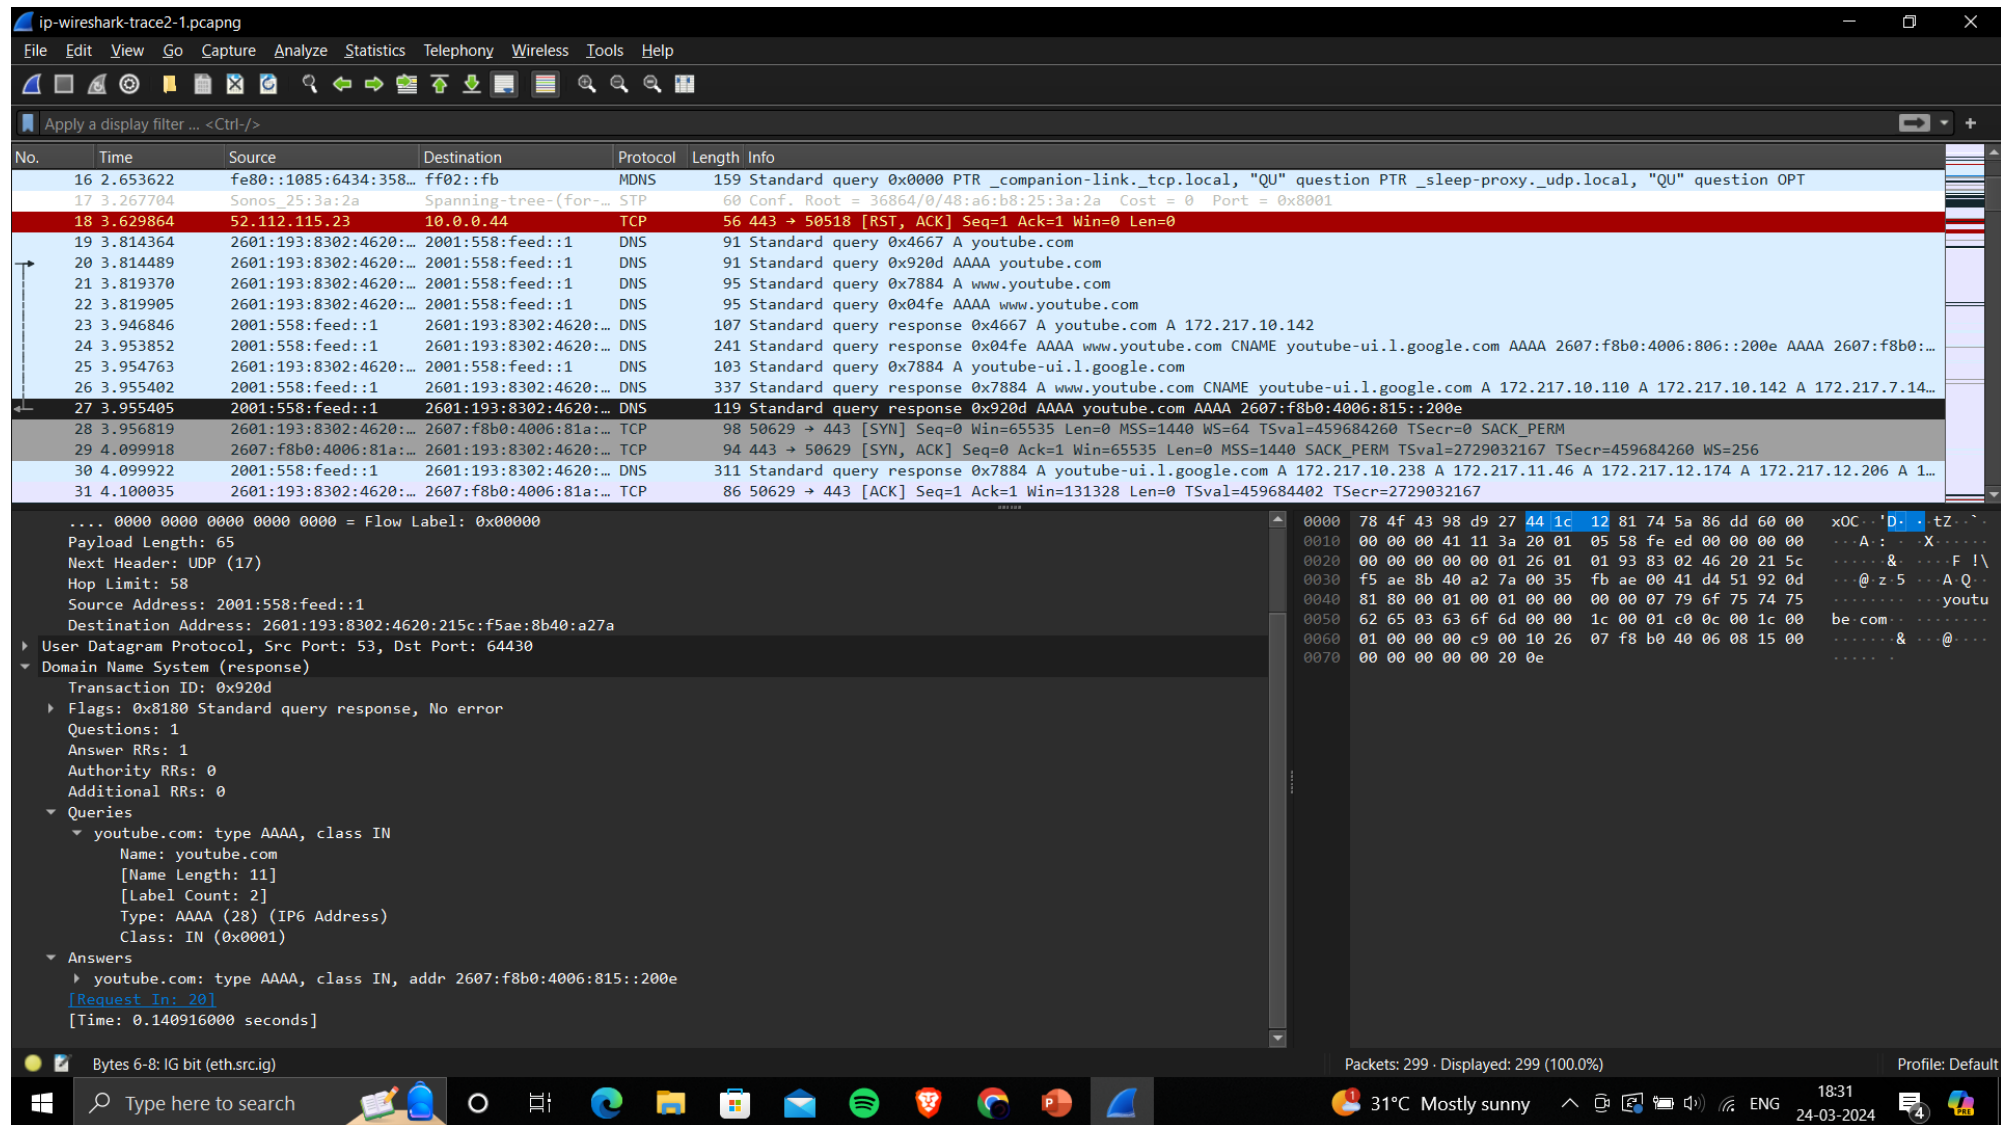 ip-wireshark-trace2-1.pcapng
File Edit View Go Capture Analyze Statistics Telephony Wireless Tools Help
Apply a display filter ... <Ctrl-/>
No. Time Source Destination Protocol Length Info
16 2.653622 fe80::1085:6434:358… ff02::fb MDNS 159 Standard query 0x0000 PTR _companion-link._tcp.local, "QU" question PTR _sleep-proxy._udp.local, "QU" question OPT
17 3.267704 Sonos_25:3a:2a Spanning-tree-(for-… STP 60 Conf. Root = 36864/0/48:a6:b8:25:3a:2a Cost = 0 Port = 0x8001
18 3.629864 52.112.115.23 10.0.0.44 TCP 56 443 → 50518 [RST, ACK] Seq=1 Ack=1 Win=0 Len=0
19 3.814364 2601:193:8302:4620:… 2001:558:feed::1 DNS 91 Standard query 0x4667 A youtube.com
20 3.814489 2601:193:8302:4620:… 2001:558:feed::1 DNS 91 Standard query 0x920d AAAA youtube.com
21 3.819370 2601:193:8302:4620:… 2001:558:feed::1 DNS 95 Standard query 0x7884 A www.youtube.com
22 3.819905 2601:193:8302:4620:… 2001:558:feed::1 DNS 95 Standard query 0x04fe AAAA www.youtube.com
23 3.946846 2001:558:feed::1 2601:193:8302:4620:… DNS 107 Standard query response 0x4667 A youtube.com A 172.217.10.142
24 3.953852 2001:558:feed::1 2601:193:8302:4620:… DNS 241 Standard query response 0x04fe AAAA www.youtube.com CNAME youtube-ui.l.google.com AAAA 2607:f8b0:4006:806::200e AAAA 2607:f8b0:…
25 3.954763 2601:193:8302:4620:… 2001:558:feed::1 DNS 103 Standard query 0x7884 A youtube-ui.l.google.com
26 3.955402 2001:558:feed::1 2601:193:8302:4620:… DNS 337 Standard query response 0x7884 A www.youtube.com CNAME youtube-ui.l.google.com A 172.217.10.110 A 172.217.10.142 A 172.217.7.14…
27 3.955405 2001:558:feed::1 2601:193:8302:4620:… DNS 119 Standard query response 0x920d AAAA youtube.com AAAA 2607:f8b0:4006:815::200e
28 3.956819 2601:193:8302:4620:… 2607:f8b0:4006:81a:… TCP 98 50629 → 443 [SYN] Seq=0 Win=65535 Len=0 MSS=1440 WS=64 TSval=459684260 TSecr=0 SACK_PERM
29 4.099918 2607:f8b0:4006:81a:… 2601:193:8302:4620:… TCP 94 443 → 50629 [SYN, ACK] Seq=0 Ack=1 Win=65535 Len=0 MSS=1440 SACK_PERM TSval=2729032167 TSecr=459684260 WS=256
30 4.099922 2001:558:feed::1 2601:193:8302:4620:… DNS 311 Standard query response 0x7884 A youtube-ui.l.google.com A 172.217.10.238 A 172.217.11.46 A 172.217.12.174 A 172.217.12.206 A 1…
31 4.100035 2601:193:8302:4620:… 2607:f8b0:4006:81a:… TCP 86 50629 → 443 [ACK] Seq=1 Ack=1 Win=131328 Len=0 TSval=459684402 TSecr=2729032167
.... 0000 0000 0000 0000 0000 = Flow Label: 0x00000
Payload Length: 65
Next Header: UDP (17)
Hop Limit: 58
Source Address: 2001:558:feed::1
Destination Address: 2601:193:8302:4620:215c:f5ae:8b40:a27a
User Datagram Protocol, Src Port: 53, Dst Port: 64430
Domain Name System (response)
Transaction ID: 0x920d
Flags: 0x8180 Standard query response, No error
Questions: 1
Answer RRs: 1
Authority RRs: 0
Additional RRs: 0
Queries
youtube.com: type AAAA, class IN
Name: youtube.com
[Name Length: 11]
[Label Count: 2]
Type: AAAA (28) (IP6 Address)
Class: IN (0x0001)
Answers
youtube.com: type AAAA, class IN, addr 2607:f8b0:4006:815::200e
[Request In: 20]
[Time: 0.140916000 seconds]
0000 78 4f 43 98 d9 27 44 1c 12 81 74 5a 86 dd 60 00 xOC··'D· ··tZ··`·
0010 00 00 00 41 11 3a 20 01 05 58 fe ed 00 00 00 00 ···A·: · ·X······
0020 00 00 00 00 00 01 26 01 01 93 83 02 46 20 21 5c ······&· ····F !\
0030 f5 ae 8b 40 a2 7a 00 35 fb ae 00 41 d4 51 92 0d ···@·z·5 ···A·Q··
0040 81 80 00 01 00 01 00 00 00 00 07 79 6f 75 74 75 ········ ···youtu
0050 62 65 03 63 6f 6d 00 00 1c 00 01 c0 0c 00 1c 00 be·com·· ········
0060 01 00 00 00 c9 00 10 26 07 f8 b0 40 06 08 15 00 ·······& ···@····
0070 00 00 00 00 00 20 0e ····· ·
Bytes 6-8: IG bit (eth.src.ig)
Packets: 299 · Displayed: 299 (100.0%)
Profile: Default
Type here to search
1
31°C Mostly sunny
ENG
18:31
24-03-2024
4
PRE